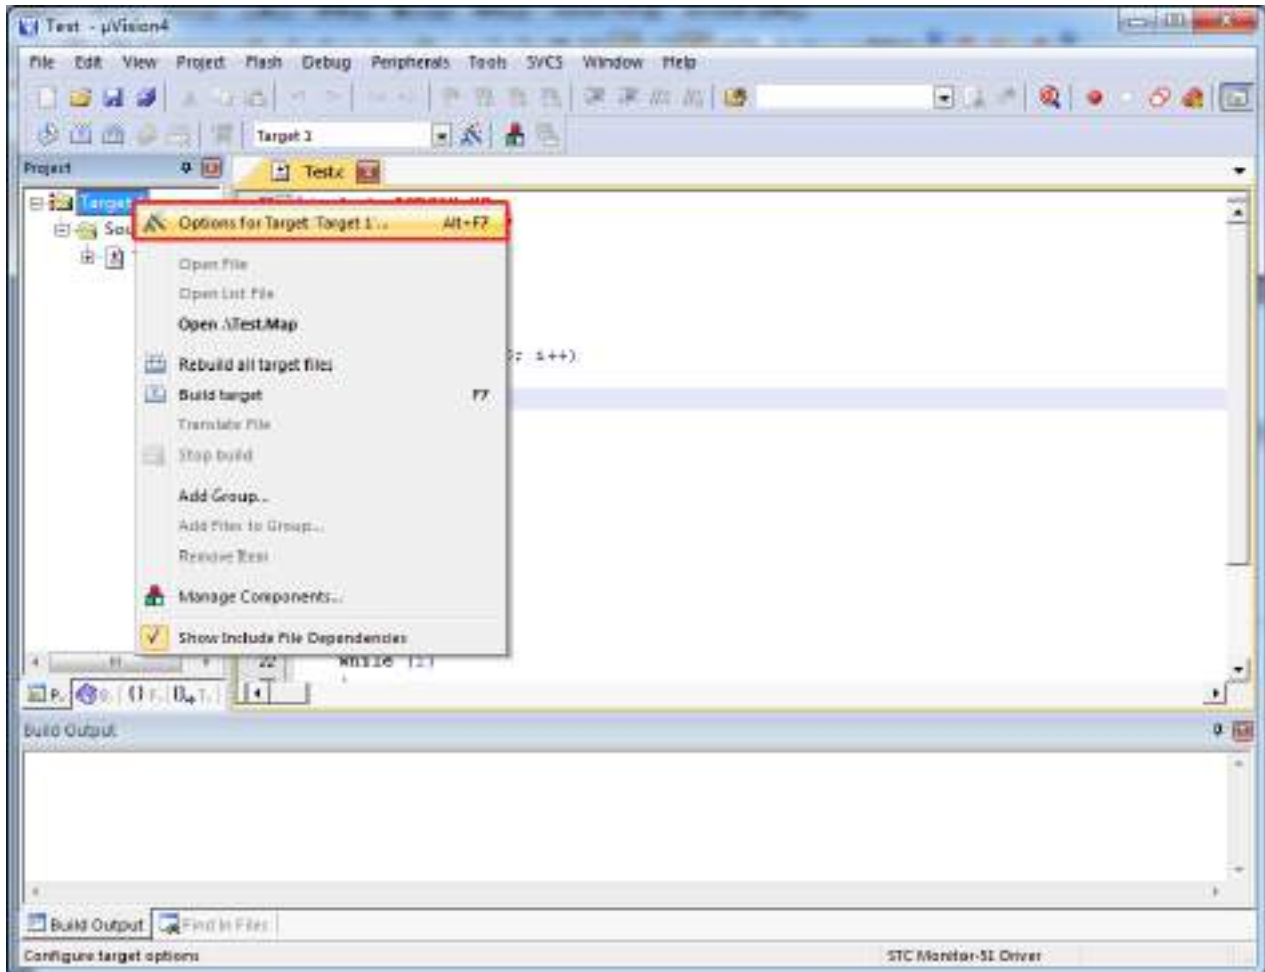 Test - µVision4
File Edit View Project Flash Debug Peripherals Tools SVCS Window Help
Target 1
Project
Test.c
Target
Sou
Options for Target 'Target 1'... Alt+F7
Open File
Open List File
Open .\Test.Map
Rebuild all target files
Build target F7
Translate File
Stop build
Add Group...
Add Files to Group...
Remove Item
Manage Components...
Show Include File Dependencies
; i++)
22 while (1)
P.
Build Output
Build Output Find In Files
Configure target options STC Monitor-51 Driver